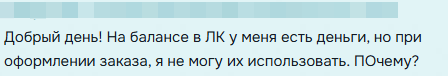 Добрый день! На балансе в ЛК у меня есть деньги, но при
оформлении заказа, я не могу их использовать. ПОчему?